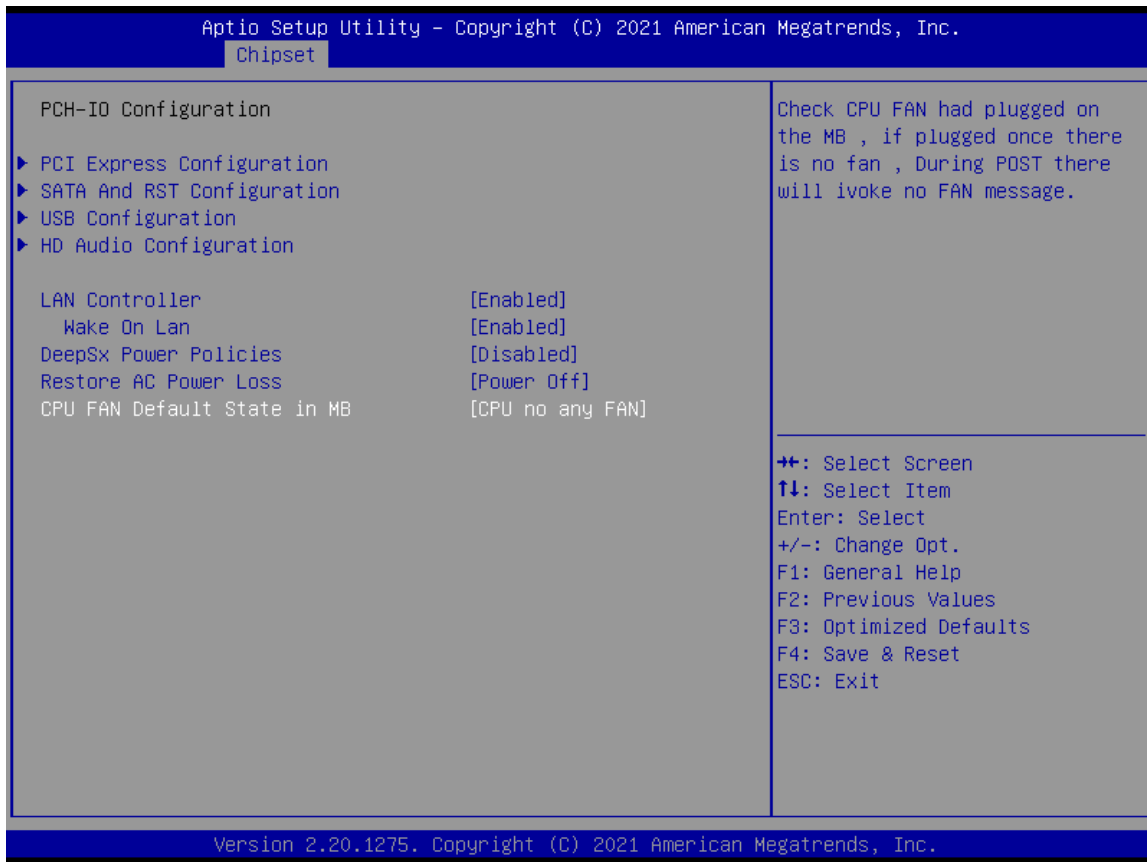 Aptio Setup Utility – Copyright (C) 2021 American Megatrends, Inc.
Chipset
PCH-IO Configuration
PCI Express Configuration
SATA And RST Configuration
USB Configuration
HD Audio Configuration
LAN Controller [Enabled]
Wake On Lan [Enabled]
DeepSx Power Policies [Disabled]
Restore AC Power Loss [Power Off]
CPU FAN Default State in MB [CPU no any FAN]
Check CPU FAN had plugged on
the MB , if plugged once there
is no fan , During POST there
will ivoke no FAN message.
→←: Select Screen
↑↓: Select Item
Enter: Select
+/-: Change Opt.
F1: General Help
F2: Previous Values
F3: Optimized Defaults
F4: Save & Reset
ESC: Exit
Version 2.20.1275. Copyright (C) 2021 American Megatrends, Inc.